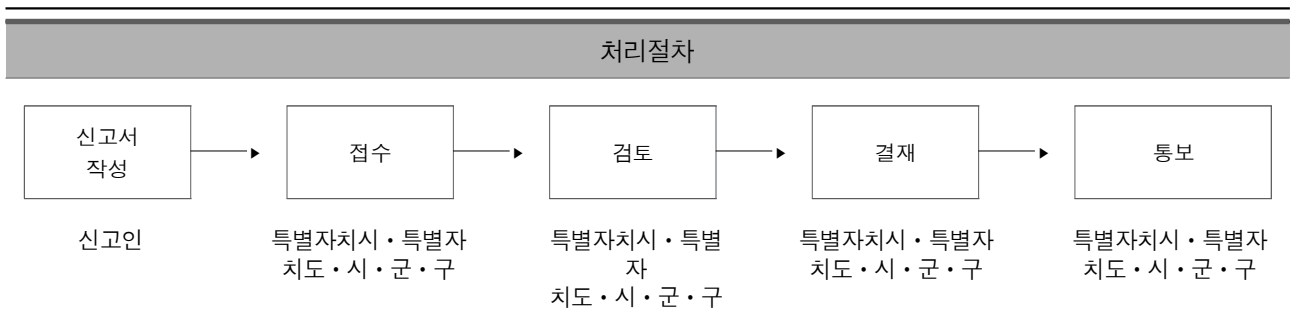 처리절차
신고서
작성
접수
검토
결재
통보
신고인
특별자치시・특별자
치도・시・군・구
특별자치시・특별
자
치도・시・군・구
특별자치시・특별자
치도・시・군・구
특별자치시・특별자
치도・시・군・구